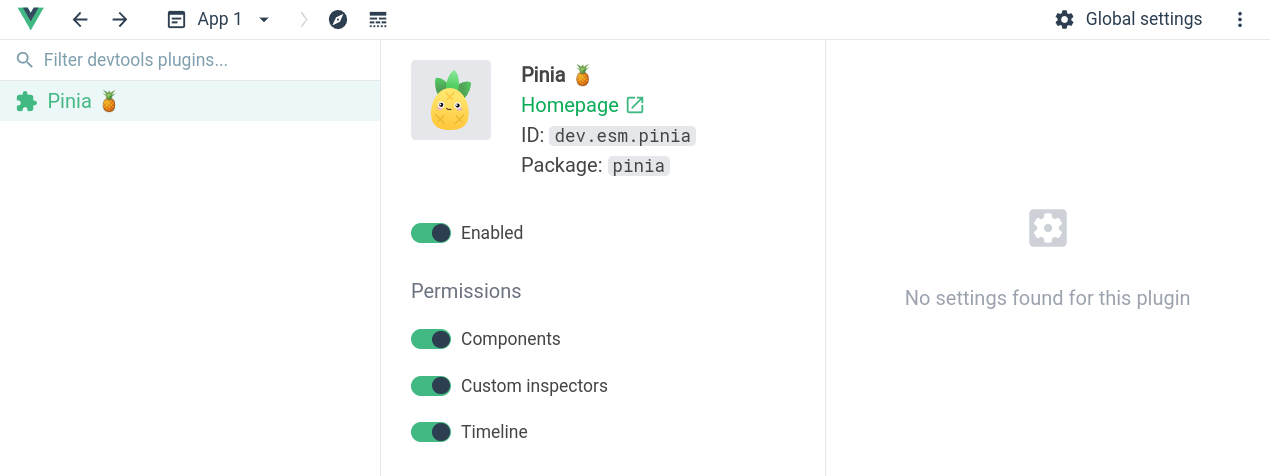 App 1
Global settings
Filter devtools plugins...
Pinia 🍍
Pinia 🍍
Homepage
ID: dev.esm.pinia
Package: pinia
Enabled
Permissions
Components
Custom inspectors
Timeline
No settings found for this plugin